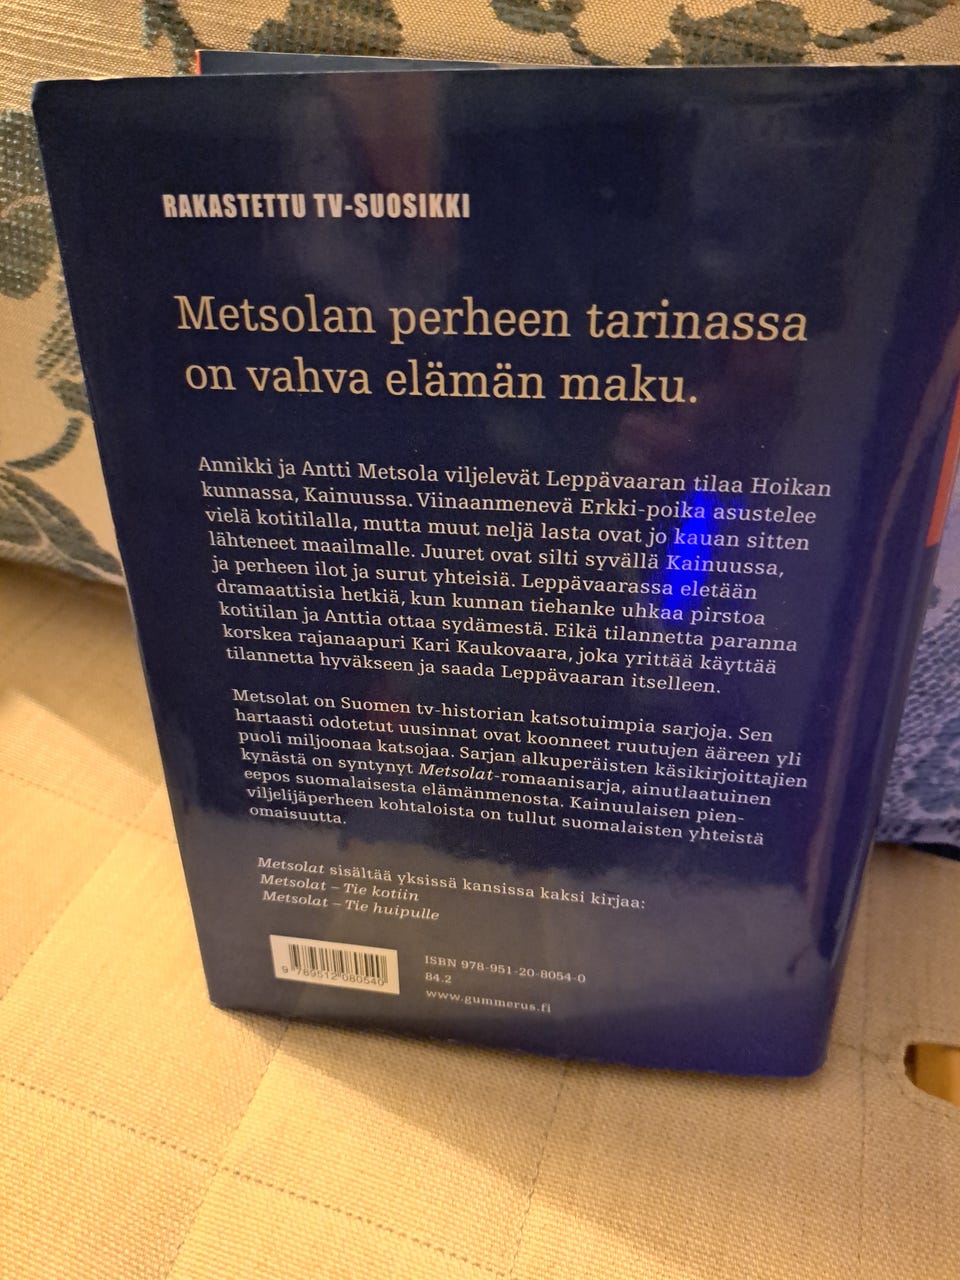 RAKASTETTU TV-SUOSIKKI
Metsolan perheen tarinassa
on vahva elämän maku.
Annikki ja Antti Metsola viljelevät Leppävaaran tilaa Hoikan
kunnassa, Kainuussa. Viinaanmenevä Erkki-poika asustelee
vielä kotitilalla, mutta muut neljä lasta ovat jo kauan sitten
lähteneet maailmalle. Juuret ovat silti syvällä Kainuussa,
ja perheen ilot ja surut yhteisiä. Leppävaarassa eletään
dramaattisia hetkiä, kun kunnan tiehanke uhkaa pirstoa
kotitilan ja Anttia ottaa sydämestä. Eikä tilannetta paranna
korskea rajanaapuri Kari Kaukovaara, joka yrittää käyttää
tilannetta hyväkseen ja saada Leppävaaran itselleen.
Metsolat on Suomen tv-historian katsotuimpia sarjoja. Sen
hartaasti odotetut uusinnat ovat koonneet ruutujen ääreen yli
puoli miljoonaa katsojaa. Sarjan alkuperäisten käsikirjoittajien
kynästä on syntynyt Metsolat-romaanisarja, ainutlaatuinen
eepos suomalaisesta elämänmenosta. Kainuulaisen pien-
viljelijäperheen kohtaloista on tullut suomalaisten yhteistä
omaisuutta.
Metsolat sisältää yksissä kansissa kaksi kirjaa:
Metsolat – Tie kotiin
Metsolat – Tie huipulle
9 789512 080540
ISBN 978-951-20-8054-0
84.2
www.gummerus.fi